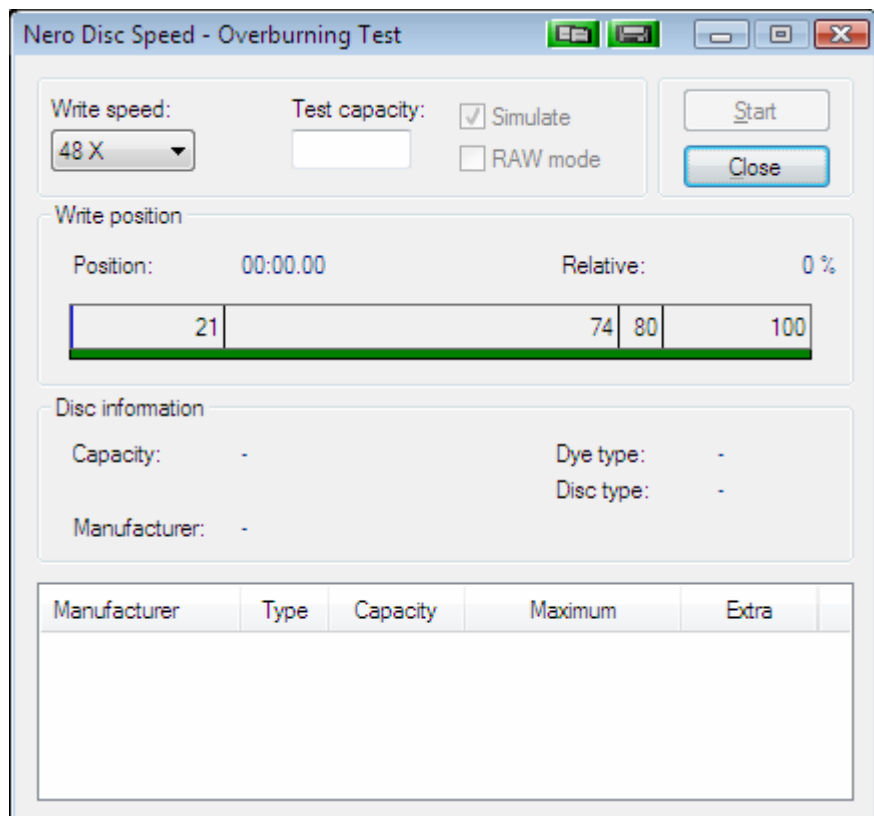 Nero Disc Speed - Overburning Test
Write speed: Test capacity: Simulate Start
48 X RAW mode Close
Write position
Position: 00:00.00 Relative: 0 %
21 74 80 100
Disc information
Capacity: - Dye type: -
Disc type: -
Manufacturer: -
Manufacturer Type Capacity Maximum Extra